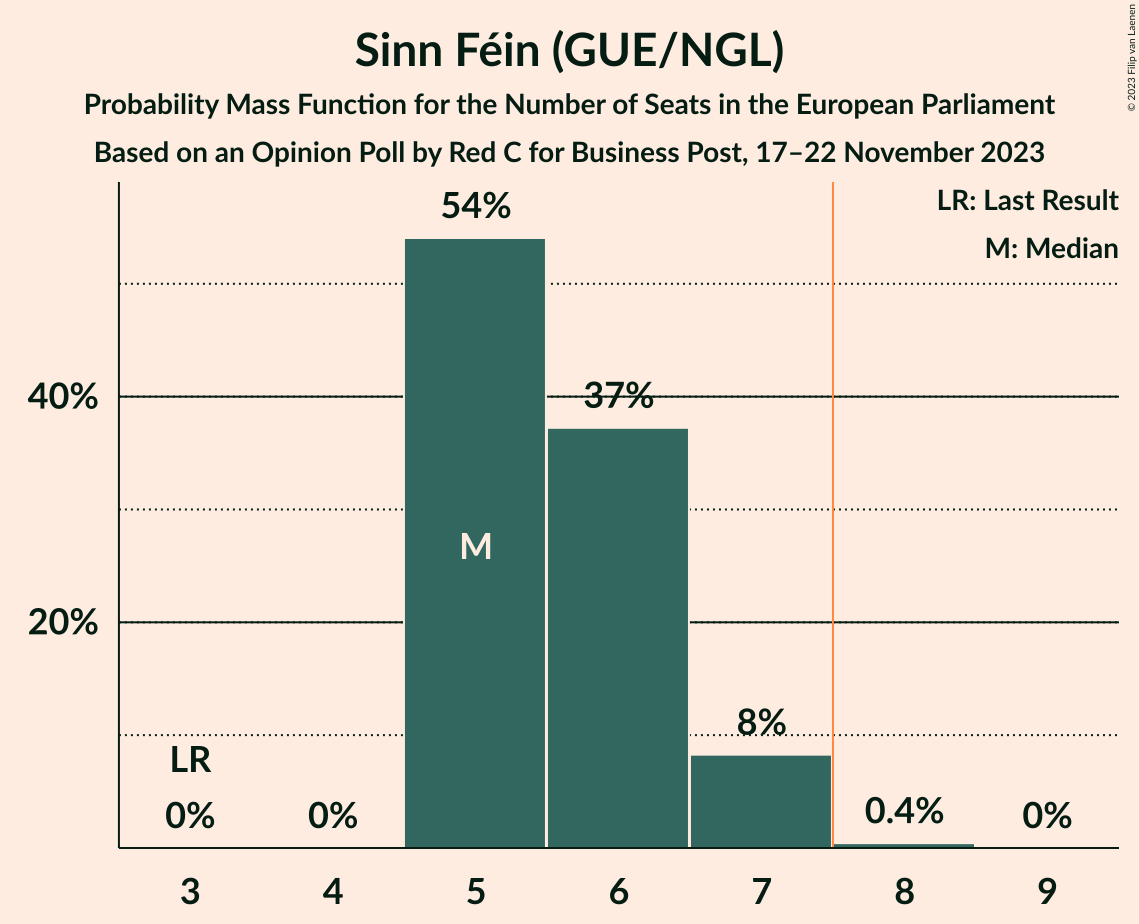 Sinn Féin (GUE/NGL)
Probability Mass Function for the Number of Seats in the European Parliament
Based on an Opinion Poll by Red C for Business Post, 17–22 November 2023
© 2023 Filip van Laenen
LR: Last Result
M: Median
54%
40%
37%
M
20%
8%
LR
0%
0%
0.4%
0%
3
4
5
6
7
8
9